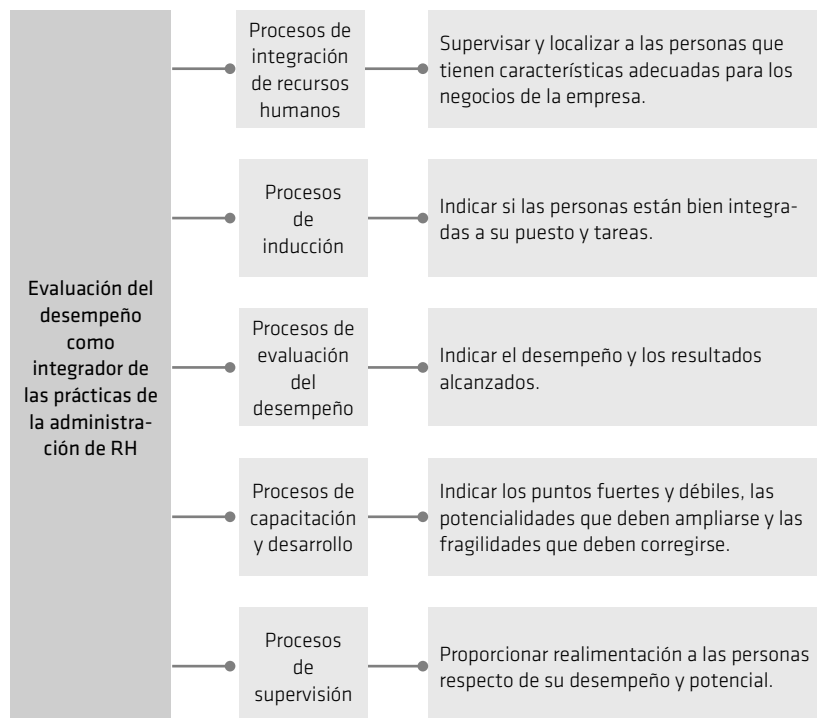 Evaluación del
desempeño
como
integrador de
las prácticas de
la administra-
ción de RH
Procesos de
integración
de recursos
humanos
Supervisar y localizar a las personas que
tienen características adecuadas para los
negocios de la empresa.
Procesos
de
inducción
Indicar si las personas están bien integra-
das a su puesto y tareas.
Procesos de
evaluación
del
desempeño
Indicar el desempeño y los resultados
alcanzados.
Procesos de
capacitación
y desarrollo
Indicar los puntos fuertes y débiles, las
potencialidades que deben ampliarse y las
fragilidades que deben corregirse.
Procesos
de
supervisión
Proporcionar realimentación a las personas
respecto de su desempeño y potencial.